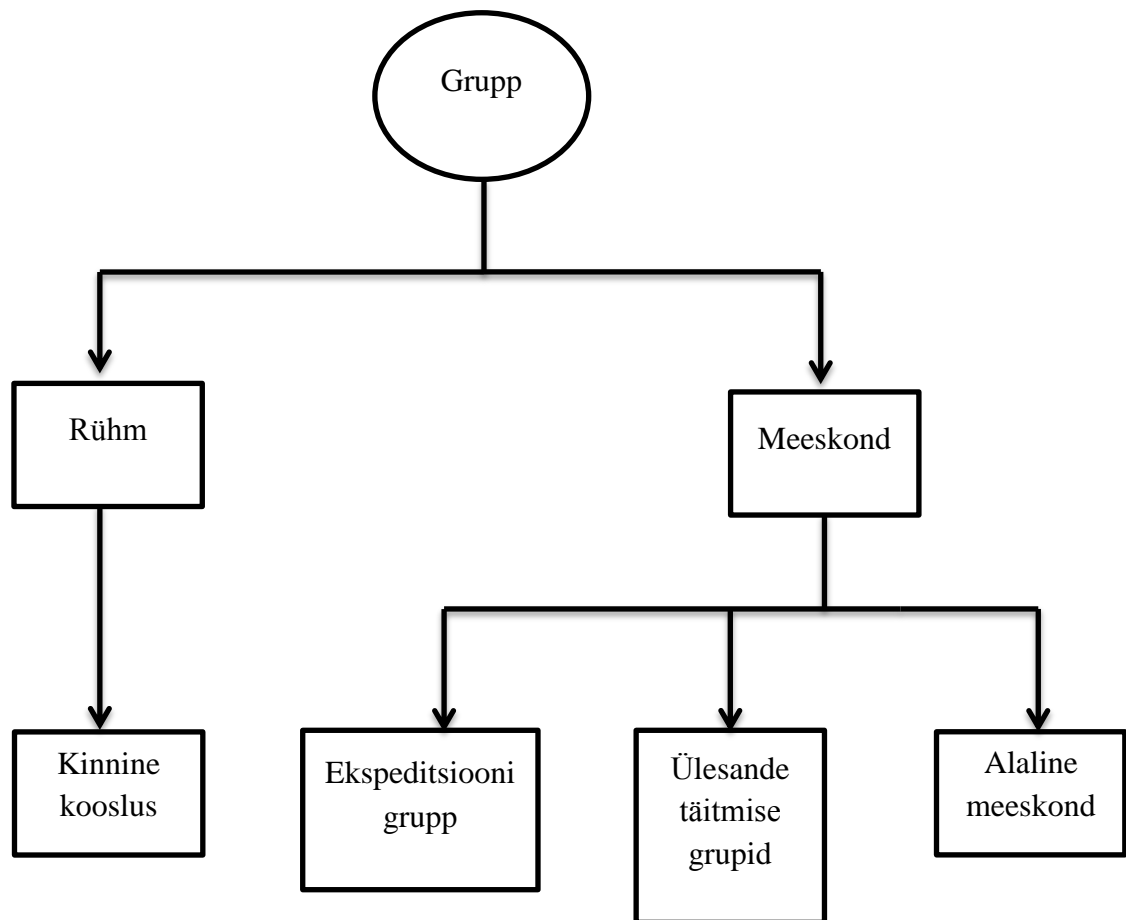 Grupp
Rühm
Meeskond
Kinnine
kooslus
Ekspeditsiooni
grupp
Ülesande
täitmise
grupid
Alaline
meeskond